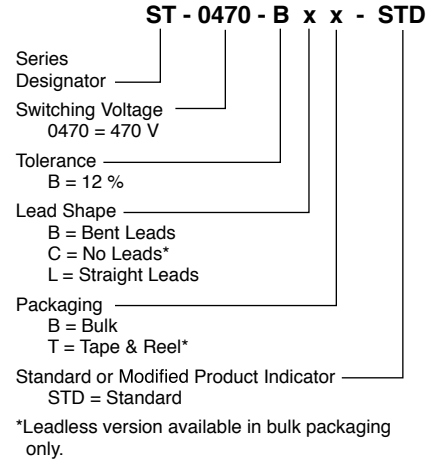 ST - 0470 - B x x - STD
Series
Designator
Switching Voltage
0470 = 470 V
Tolerance
B = 12 %
Lead Shape
B = Bent Leads
C = No Leads*
L = Straight Leads
Packaging
B = Bulk
T = Tape & Reel*
Standard or Modified Product Indicator
STD = Standard
*Leadless version available in bulk packaging
only.